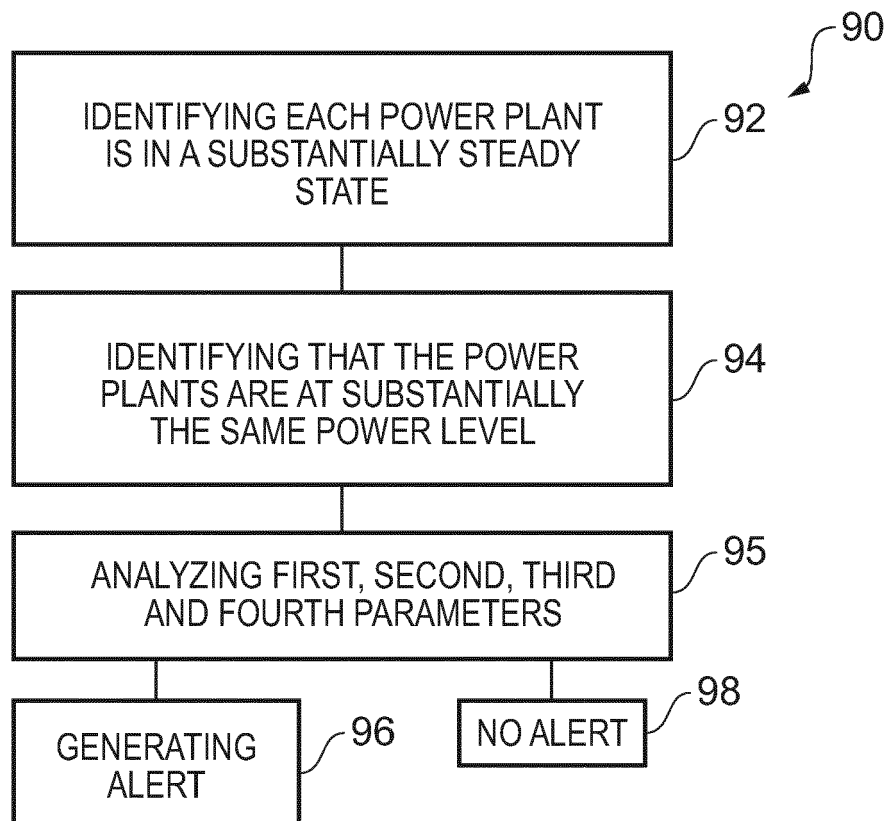 90
IDENTIFYING EACH POWER PLANT
IS IN A SUBSTANTIALLY STEADY
STATE
92
IDENTIFYING THAT THE POWER
PLANTS ARE AT SUBSTANTIALLY
THE SAME POWER LEVEL
94
ANALYZING FIRST, SECOND, THIRD
AND FOURTH PARAMETERS
95
GENERATING
ALERT
96
NO ALERT
98